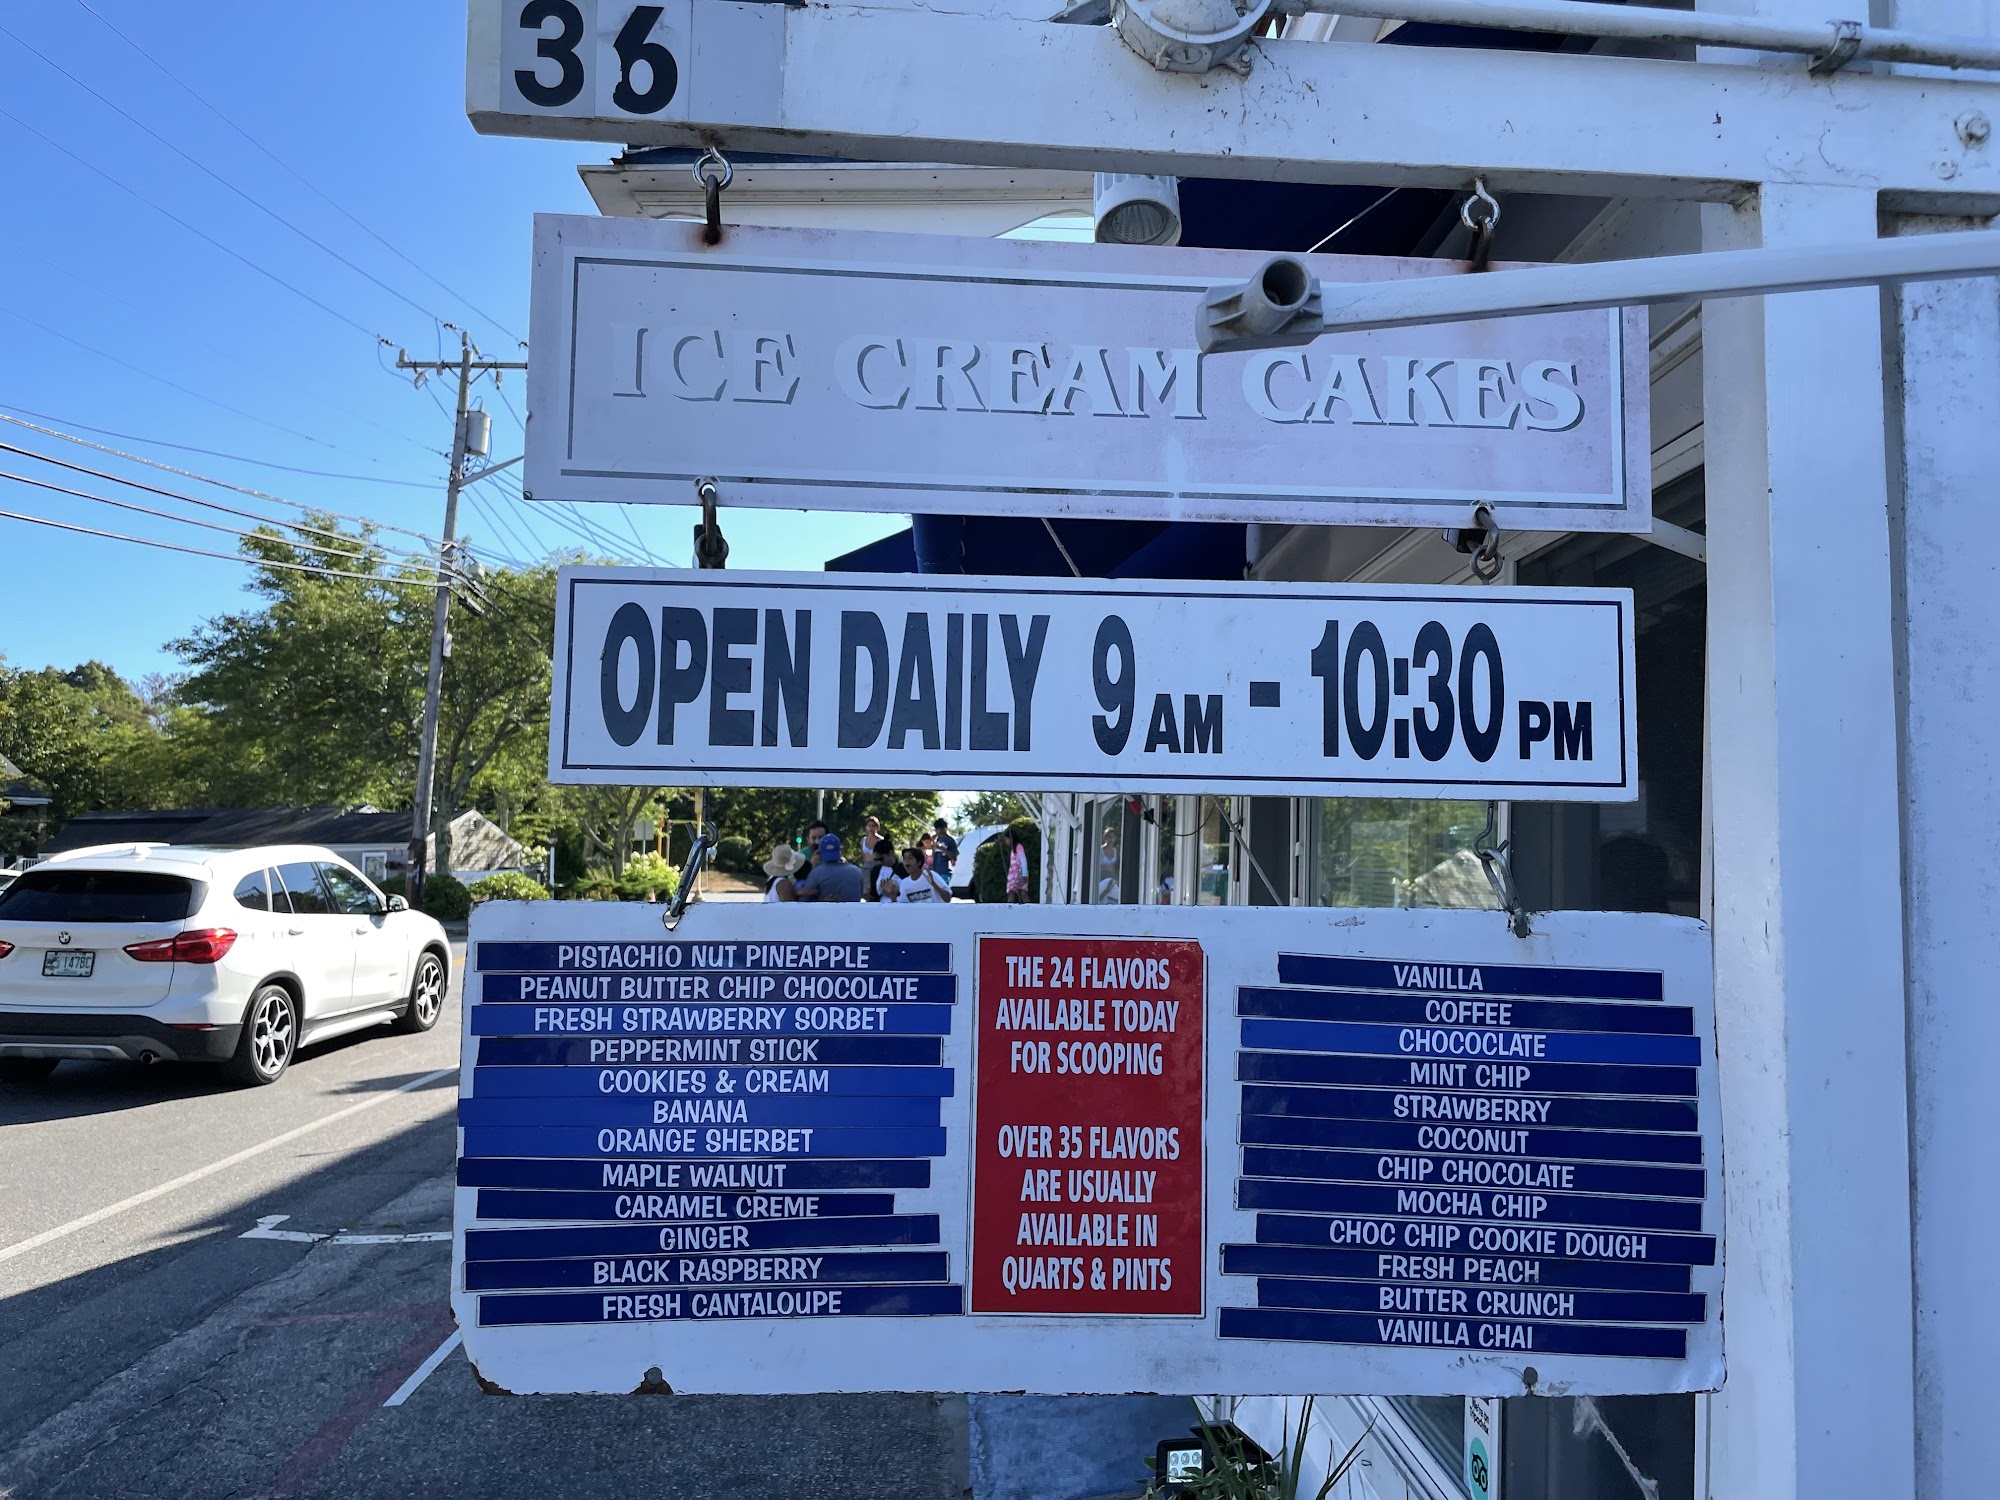 36
ICE CREAM CAKES
OPEN DAILY 9 AM - 10:30 PM
PISTACHIO NUT PINEAPPLE
PEANUT BUTTER CHIP CHOCOLATE
FRESH STRAWBERRY SORBET
PEPPERMINT STICK
COOKIES & CREAM
BANANA
ORANGE SHERBET
MAPLE WALNUT
CARAMEL CREME
GINGER
BLACK RASPBERRY
FRESH CANTALOUPE
THE 24 FLAVORS
AVAILABLE TODAY
FOR SCOOPING
OVER 35 FLAVORS
ARE USUALLY
AVAILABLE IN
QUARTS & PINTS
VANILLA
COFFEE
CHOCOCLATE
MINT CHIP
STRAWBERRY
COCONUT
CHIP CHOCOLATE
MOCHA CHIP
CHOC CHIP COOKIE DOUGH
FRESH PEACH
BUTTER CRUNCH
VANILLA CHAI